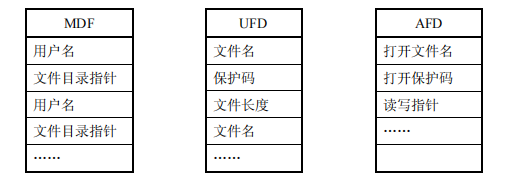 MDF
用户名
文件目录指针
用户名
文件目录指针
……
UFD
文件名
保护码
文件长度
文件名
……
AFD
打开文件名
打开保护码
读写指针
……